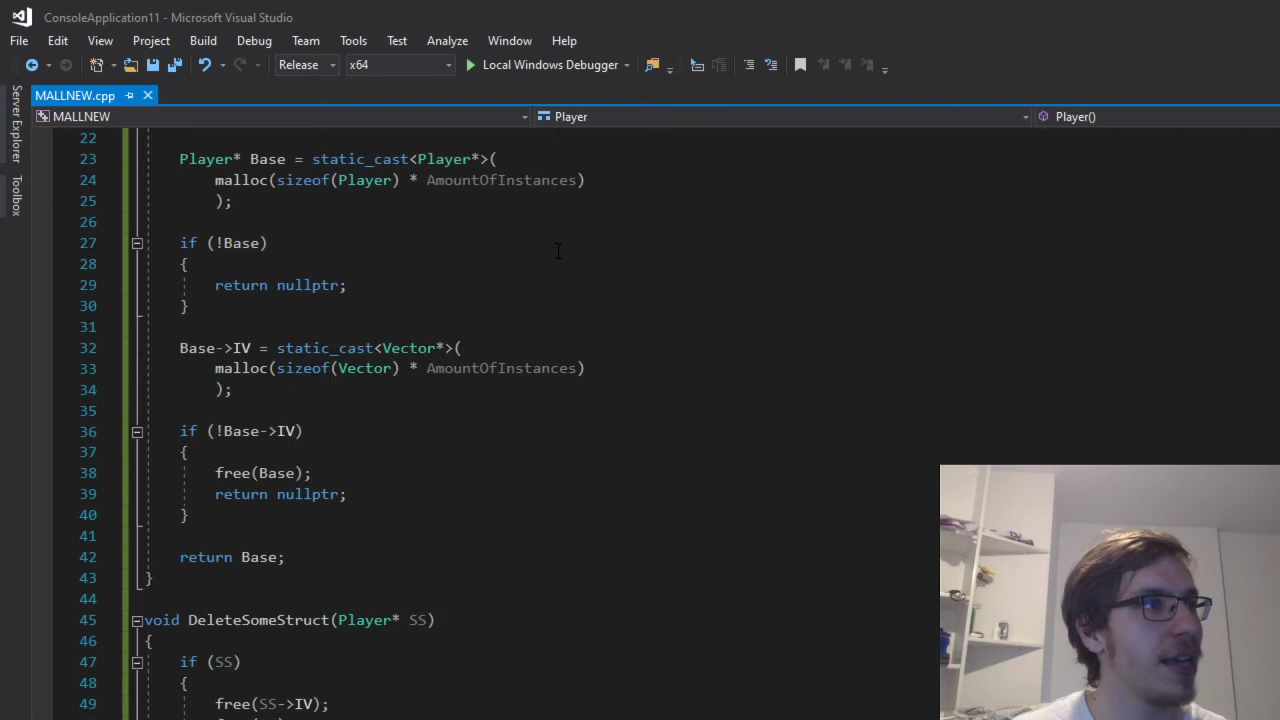 ConsoleApplication11 - Microsoft Visual Studio
File Edit View Project Build Debug Team Tools Test Analyze Window Help
Release x64 Local Windows Debugger
MALLNEW.cpp
MALLNEW Player Player()
Server Explorer
Toolbox
22
23 Player* Base = static_cast<Player*>(
24 malloc(sizeof(Player) * AmountOfInstances)
25 );
26
27 if (!Base)
28 {
29 return nullptr;
30 }
31
32 Base->IV = static_cast<Vector*>(
33 malloc(sizeof(Vector) * AmountOfInstances)
34 );
35
36 if (!Base->IV)
37 {
38 free(Base);
39 return nullptr;
40 }
41
42 return Base;
43 }
44
45 void DeleteSomeStruct(Player* SS)
46 {
47 if (SS)
48 {
49 free(SS->IV);